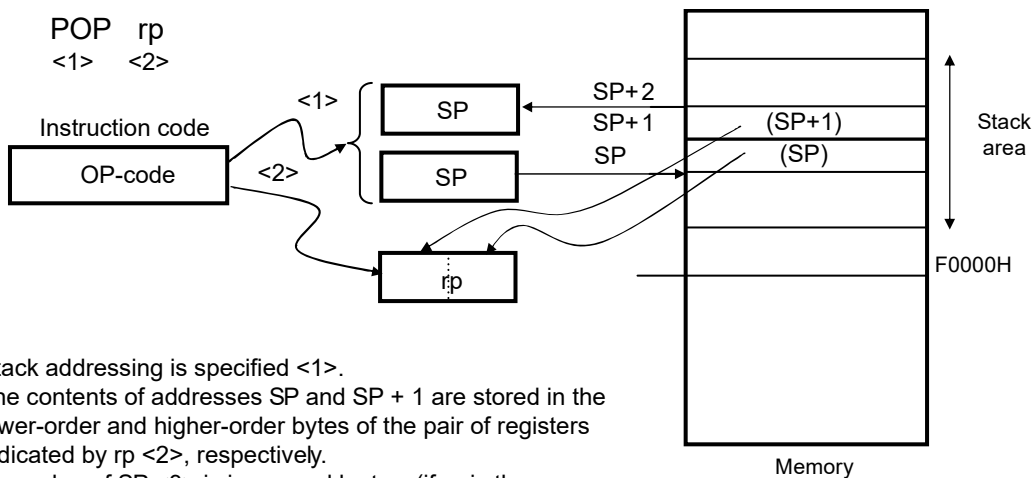 POP rp
<1> <2>
<1>
SP
SP+2
SP+1
SP
(SP+1)
(SP)
Stack
area
Instruction code
OP-code
<2>
SP
rp
F0000H
tack addressing is specified <1>.
he contents of addresses SP and SP + 1 are stored in the
wer-order and higher-order bytes of the pair of registers
dicated by rp <2>, respectively.
Memory